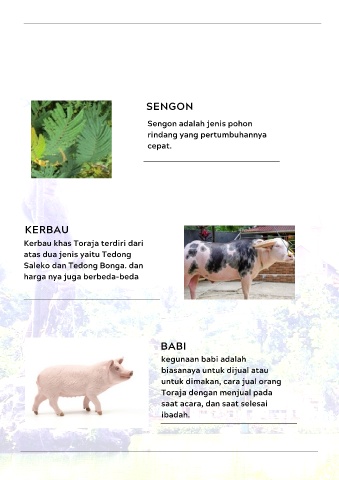 SENGON
Sengon adalah jenis pohon
rindang yang pertumbuhannya
cepat.
KERBAU
Kerbau khas Toraja terdiri dari
atas dua jenis yaitu Tedong
Saleko dan Tedong Bonga. dan
harga nya juga berbeda-beda
BABI
kegunaan babi adalah
biasanaya untuk dijual atau
untuk dimakan, cara jual orang
Toraja dengan menjual pada
saat acara, dan saat selesai
ibadah.